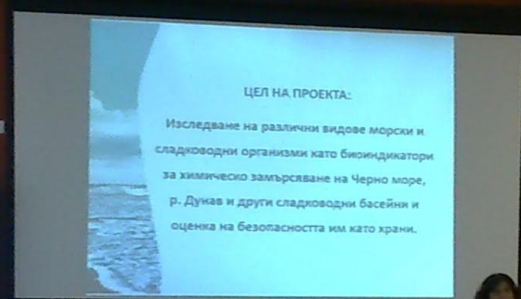 ЦЕЛ НА ПРОЕКТА:
Изследване на различни видове морски и
сладководни организми като биоиндикатори
за химическо замърсяване на Черно море,
р. Дунав и други сладководни басейни и
оценка на безопасността им като храни.